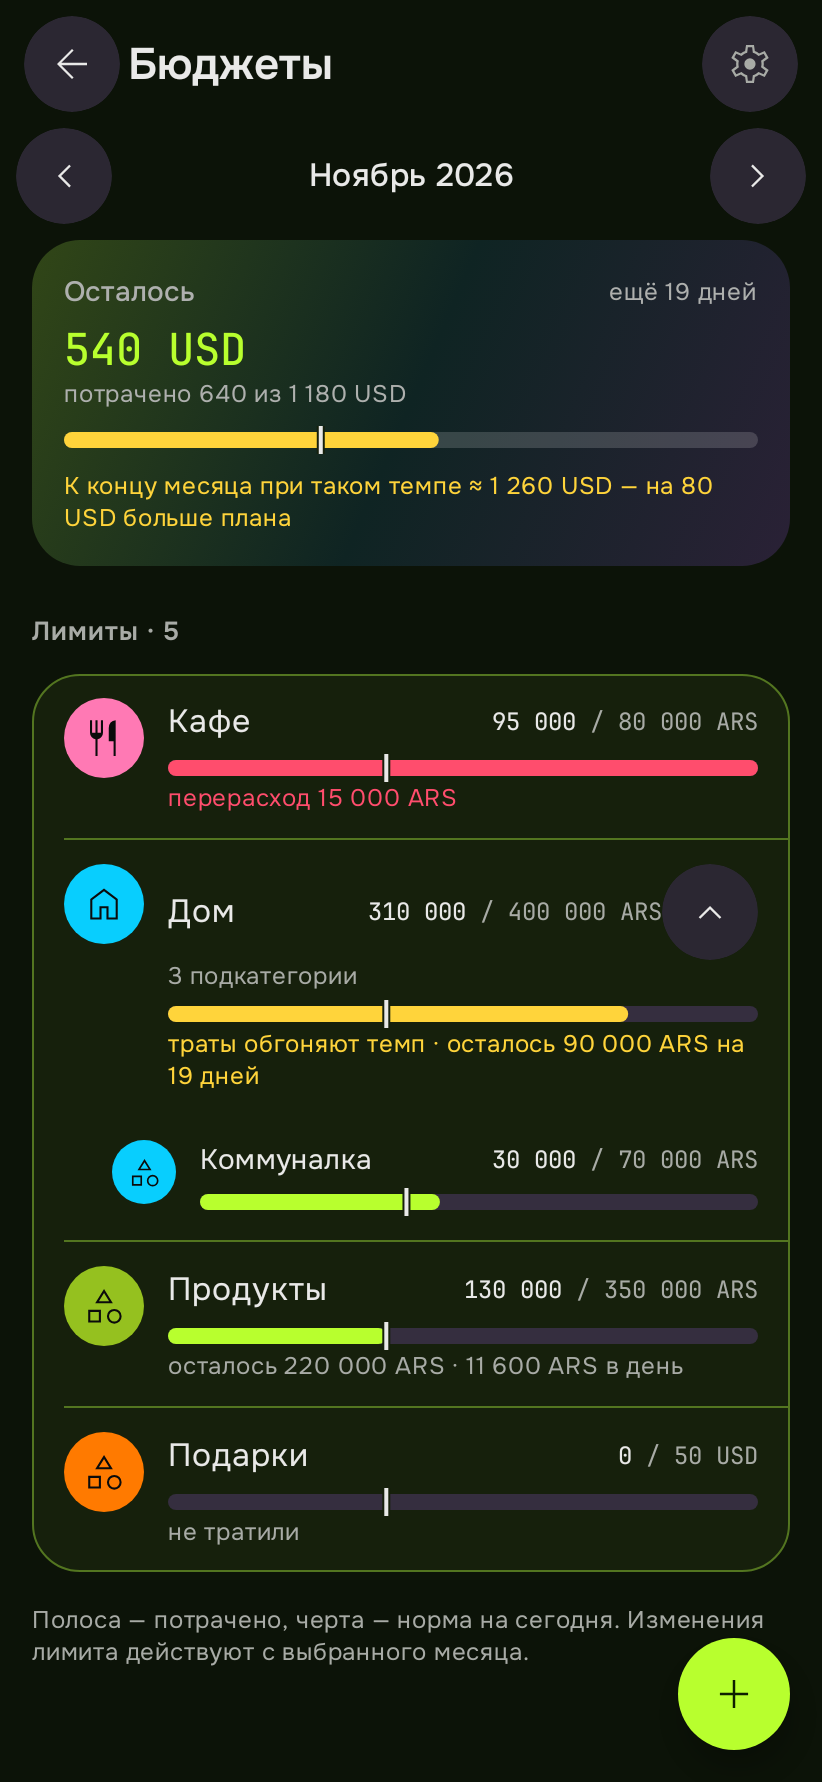 Бюджеты
Ноябрь 2026
Осталось
ещё 19 дней
540 USD
потрачено 640 из 1 180 USD
К концу месяца при таком темпе ≈ 1 260 USD — на 80
USD больше плана
Лимиты · 5
Кафе
95 000 / 80 000 ARS
перерасход 15 000 ARS
Дом
310 000 / 400 000 ARS
3 подкатегории
траты обгоняют темп · осталось 90 000 ARS на
19 дней
Коммуналка
30 000 / 70 000 ARS
Продукты
130 000 / 350 000 ARS
осталось 220 000 ARS · 11 600 ARS в день
Подарки
0 / 50 USD
не тратили
Полоса — потрачено, черта — норма на сегодня. Изменения
лимита действуют с выбранного месяца.